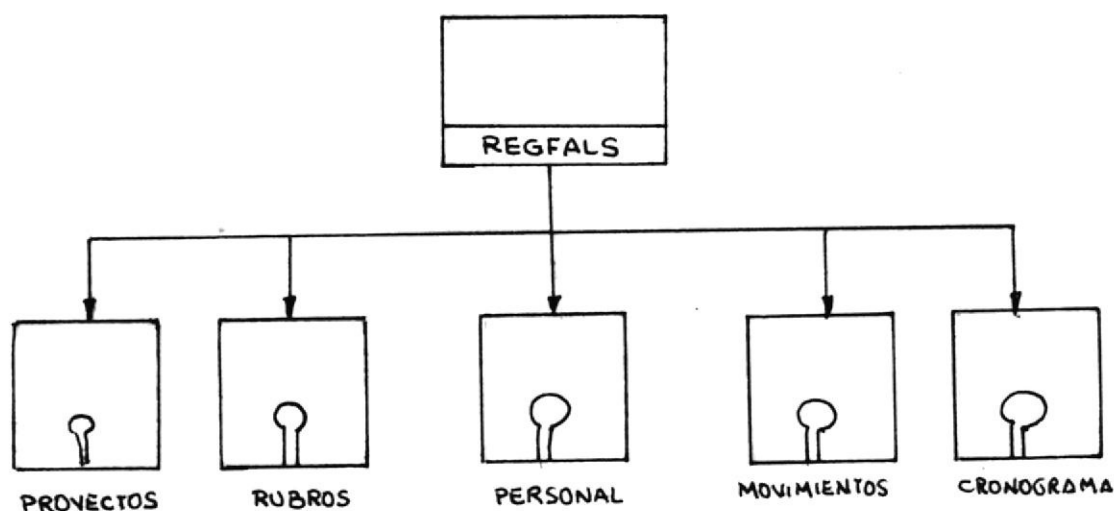 REGFALS
PROYECTOS
RUBROS
PERSONAL
MOVIMIENTOS
CRONOGRAMA